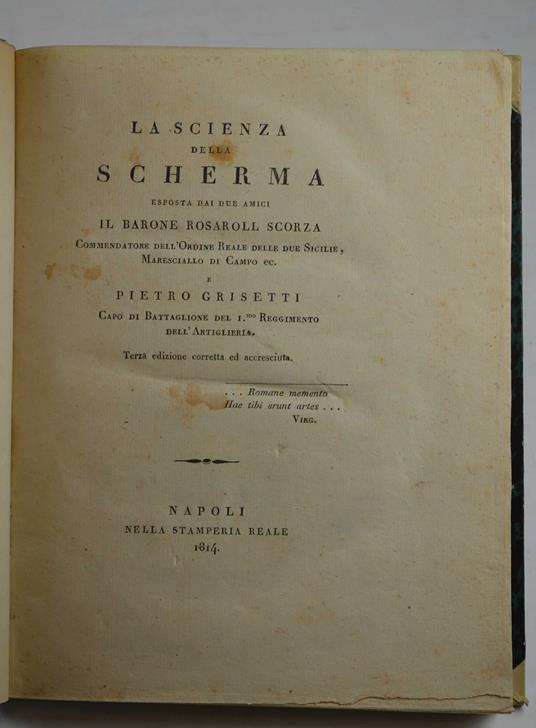 LA SCIENZA
DELLA
SCHERMA
ESPOSTA DAI DUE AMICI
IL BARONE ROSAROLL SCORZA
COMMENDATORE DELL'ORDINE REALE DELLE DUE SICILIE,
MARESCIALLO DI CAMPO EC.
E
PIETRO GRISETTI
CAPO DI BATTAGLIONE DEL 1.mo REGGIMENTO
DELL'ARTIGLIERIA.
Terza edizione corretta ed accresciuta.
. . . Romane memento
Hae tibi erunt artes . . .
VIRG.
NAPOLI
NELLA STAMPERIA REALE
1814.